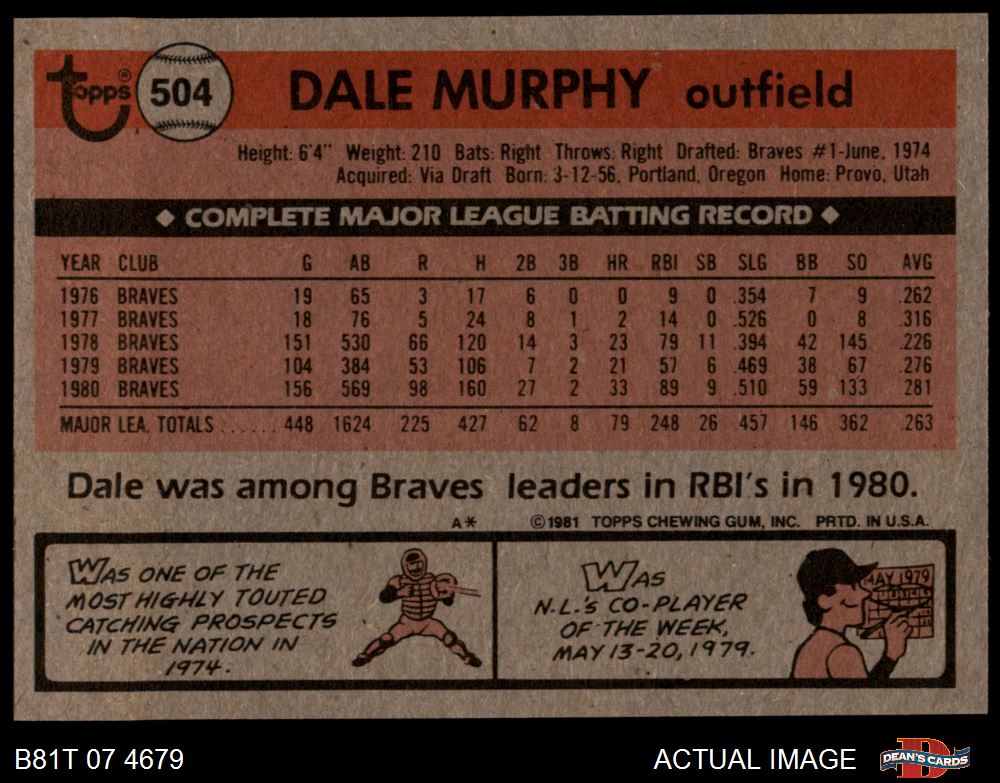 Topps® 504 DALE MURPHY outfield
Height: 6'4" Weight: 210 Bats: Right Throws: Right Drafted: Braves #1-June, 1974
Acquired: Via Draft Born: 3-12-56, Portland, Oregon Home: Provo, Utah
◆ COMPLETE MAJOR LEAGUE BATTING RECORD ◆
YEAR CLUB G AB R H 2B 3B HR RBI SB SLG BB SO AVG
1976 BRAVES 19 65 3 17 6 0 0 9 0 .354 7 9 .262
1977 BRAVES 18 76 5 24 8 1 2 14 0 .526 0 8 .316
1978 BRAVES 151 530 66 120 14 3 23 79 11 .394 42 145 .226
1979 BRAVES 104 384 53 106 7 2 21 57 6 .469 38 67 .276
1980 BRAVES 156 569 98 160 27 2 33 89 9 .510 59 133 .281
MAJOR LEA. TOTALS ...... 448 1624 225 427 62 8 79 248 26 .457 146 362 .263
Dale was among Braves leaders in RBI's in 1980.
A* ©1981 TOPPS CHEWING GUM, INC. PRTD. IN U.S.A.
WAS ONE OF THE
MOST HIGHLY TOUTED
CATCHING PROSPECTS
IN THE NATION IN
1974.
WAS
N.L.'S CO-PLAYER
OF THE WEEK,
MAY 13-20, 1979.
MAY 1979
B81T 07 4679 ACTUAL IMAGE DEAN'S CARDS